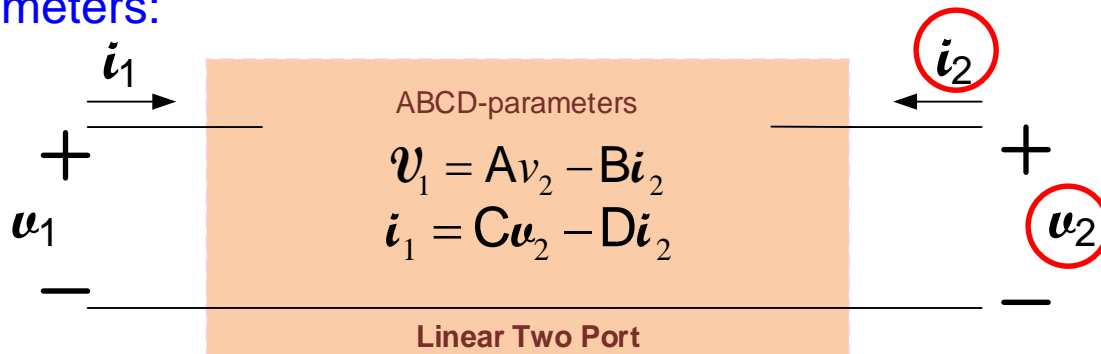 meters:
i₁ i₂
ABCD-parameters
+ +
v₁ = Av₂ − Bi₂
v₁ v₂
i₁ = Cv₂ − Di₂
− −
Linear Two Port